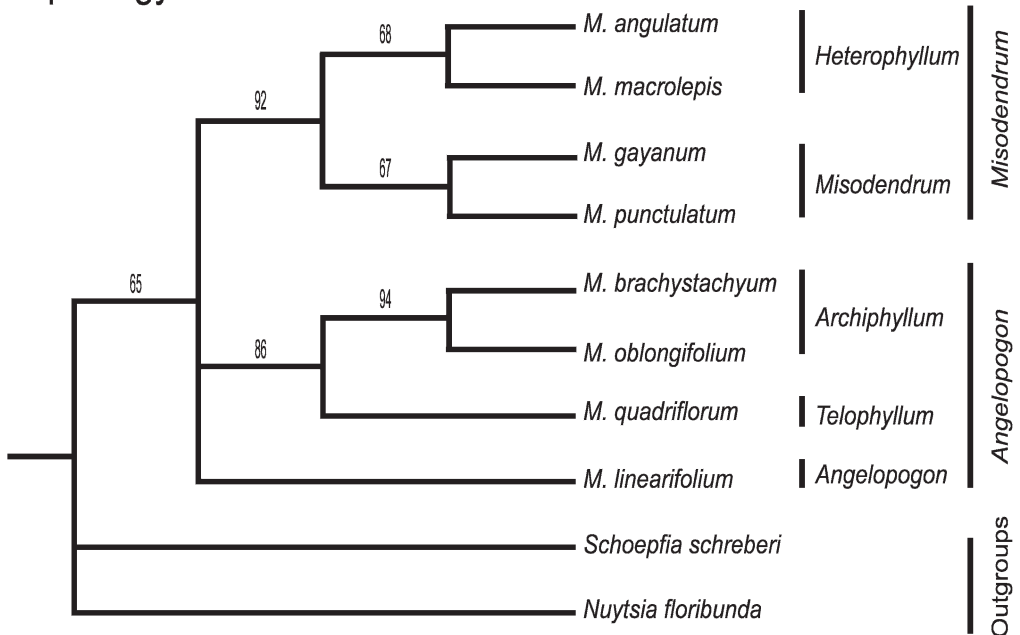 68
M. angulatum
Heterophyllum
M. macrolepis
92
67
M. gayanum
Misodendrum
M. punctulatum
Misodendrum
65
94
M. brachystachyum
Archiphyllum
M. oblongifolium
86
M. quadriflorum
Telophyllum
M. linearifolium
Angelopogon
Angelopogon
Schoepfia schreberi
Nuytsia floribunda
Outgroups